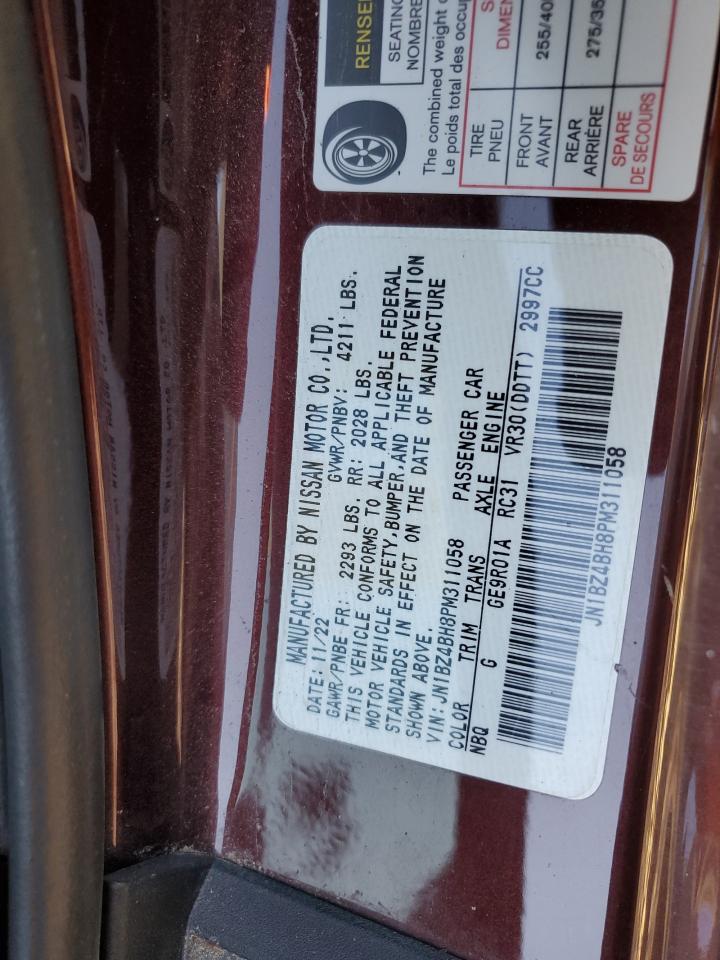 RENSEI
SEATING
NOMBRE
The combined weight o
Le poids total des occup
TIRE
PNEU
DIMEN
FRONT
AVANT
255/40
REAR
ARRIÈRE
275/35
SPARE
DE SECOURS
MANUFACTURED BY NISSAN MOTOR CO.,LTD.
DATE: 11/22 GVWR/PNBV: 4211 LBS.
GAWR/PNBE FR: 2293 LBS. RR: 2028 LBS.
THIS VEHICLE CONFORMS TO ALL APPLICABLE FEDERAL
MOTOR VEHICLE SAFETY,BUMPER,AND THEFT PREVENTION
STANDARDS IN EFFECT ON THE DATE OF MANUFACTURE
SHOWN ABOVE.
VIN:JN1BZ4BH8PM311058 PASSENGER CAR
COLOR TRIM TRANS AXLE ENGINE
NBQ G GE9R01A RC31 VR30(DDTT) 2997CC
JN1BZ4BH8PM311058